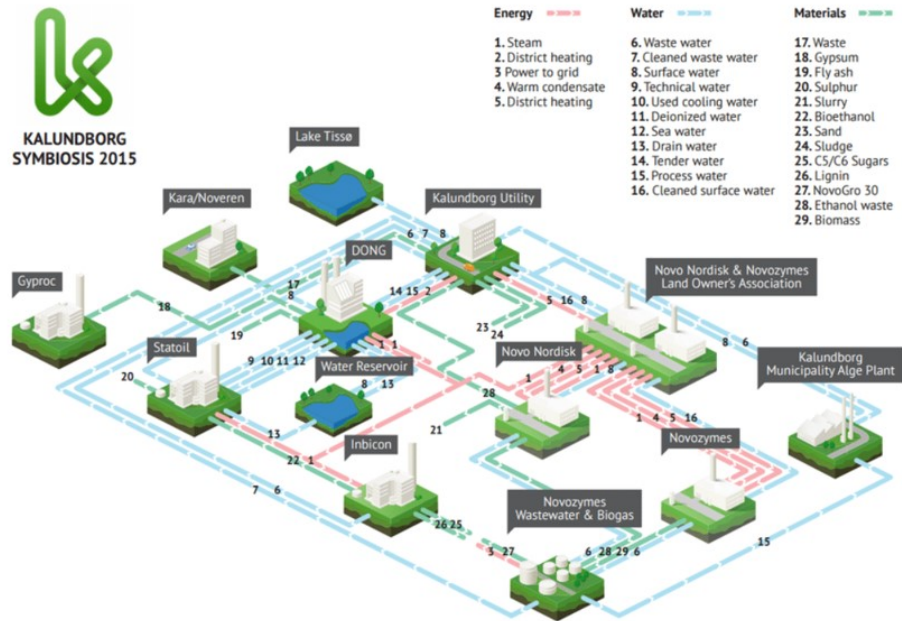 KALUNDBORG
SYMBIOSIS 2015
Energy
1. Steam
2. District heating
3 Power to grid
4. Warm condensate
5. District heating
Water
6. Waste water
7. Cleaned waste water
8. Surface water
9. Technical water
10. Used cooling water
11. Deionized water
12. Sea water
13. Drain water
14. Tender water
15. Process water
16. Cleaned surface water
Materials
17. Waste
18. Gypsum
19. Fly ash
20. Sulphur
21. Slurry
22. Bioethanol
23. Sand
24. Sludge
25. C5/C6 Sugars
26. Lignin
27. NovoGro 30
28. Ethanol waste
29. Biomass
Lake Tissø
Kara/Noveren
Kalundborg Utility
6 7 8
DONG
Gyproc
17
8
14 15 2
Novo Nordisk & Novozymes
Land Owner's Association
5 16 8
18
19
23
24
8 6
Statoil
9 10 11 12
1 1
Novo Nordisk
Kalundborg
Municipality Alge Plant
Water Reservoir
8 13
1 4 5 1 8
20
28
13
21
1 4 5 16
Inbicon
Novozymes
22 1
7 6
Novozymes
Wastewater & Biogas
26 25
3 27
6 28 29 6
15